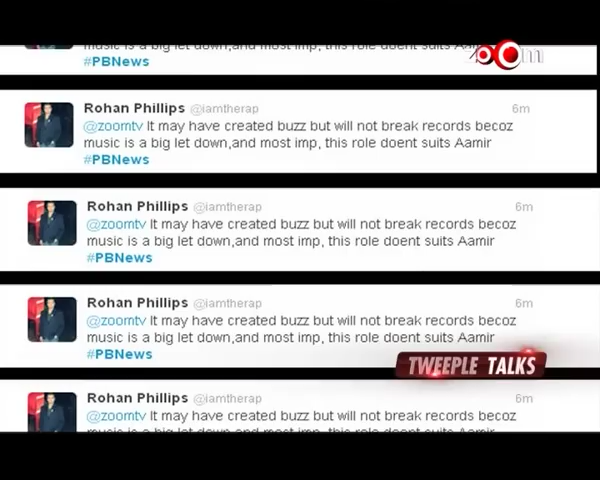 music is a big let down,and most imp, this role doent suits Aamir
zoom
#PBNews
Rohan Phillips @iamtherap 6m
@zoomtv It may have created buzz but will not break records becoz
music is a big let down,and most imp, this role doent suits Aamir
#PBNews
Rohan Phillips @iamtherap 6m
@zoomtv It may have created buzz but will not break records becoz
music is a big let down,and most imp, this role doent suits Aamir
#PBNews
Rohan Phillips @iamtherap 6m
@zoomtv It may have created buzz but will not break records becoz
music is a big let down,and most imp, this role doent suits Aamir
#PBNews
TWEEPLE TALKS
Rohan Phillips @iamtherap 6m
@zoomtv It may have created buzz but will not break records becoz
music is a big let down,and most imp, this role doent suits Aamir